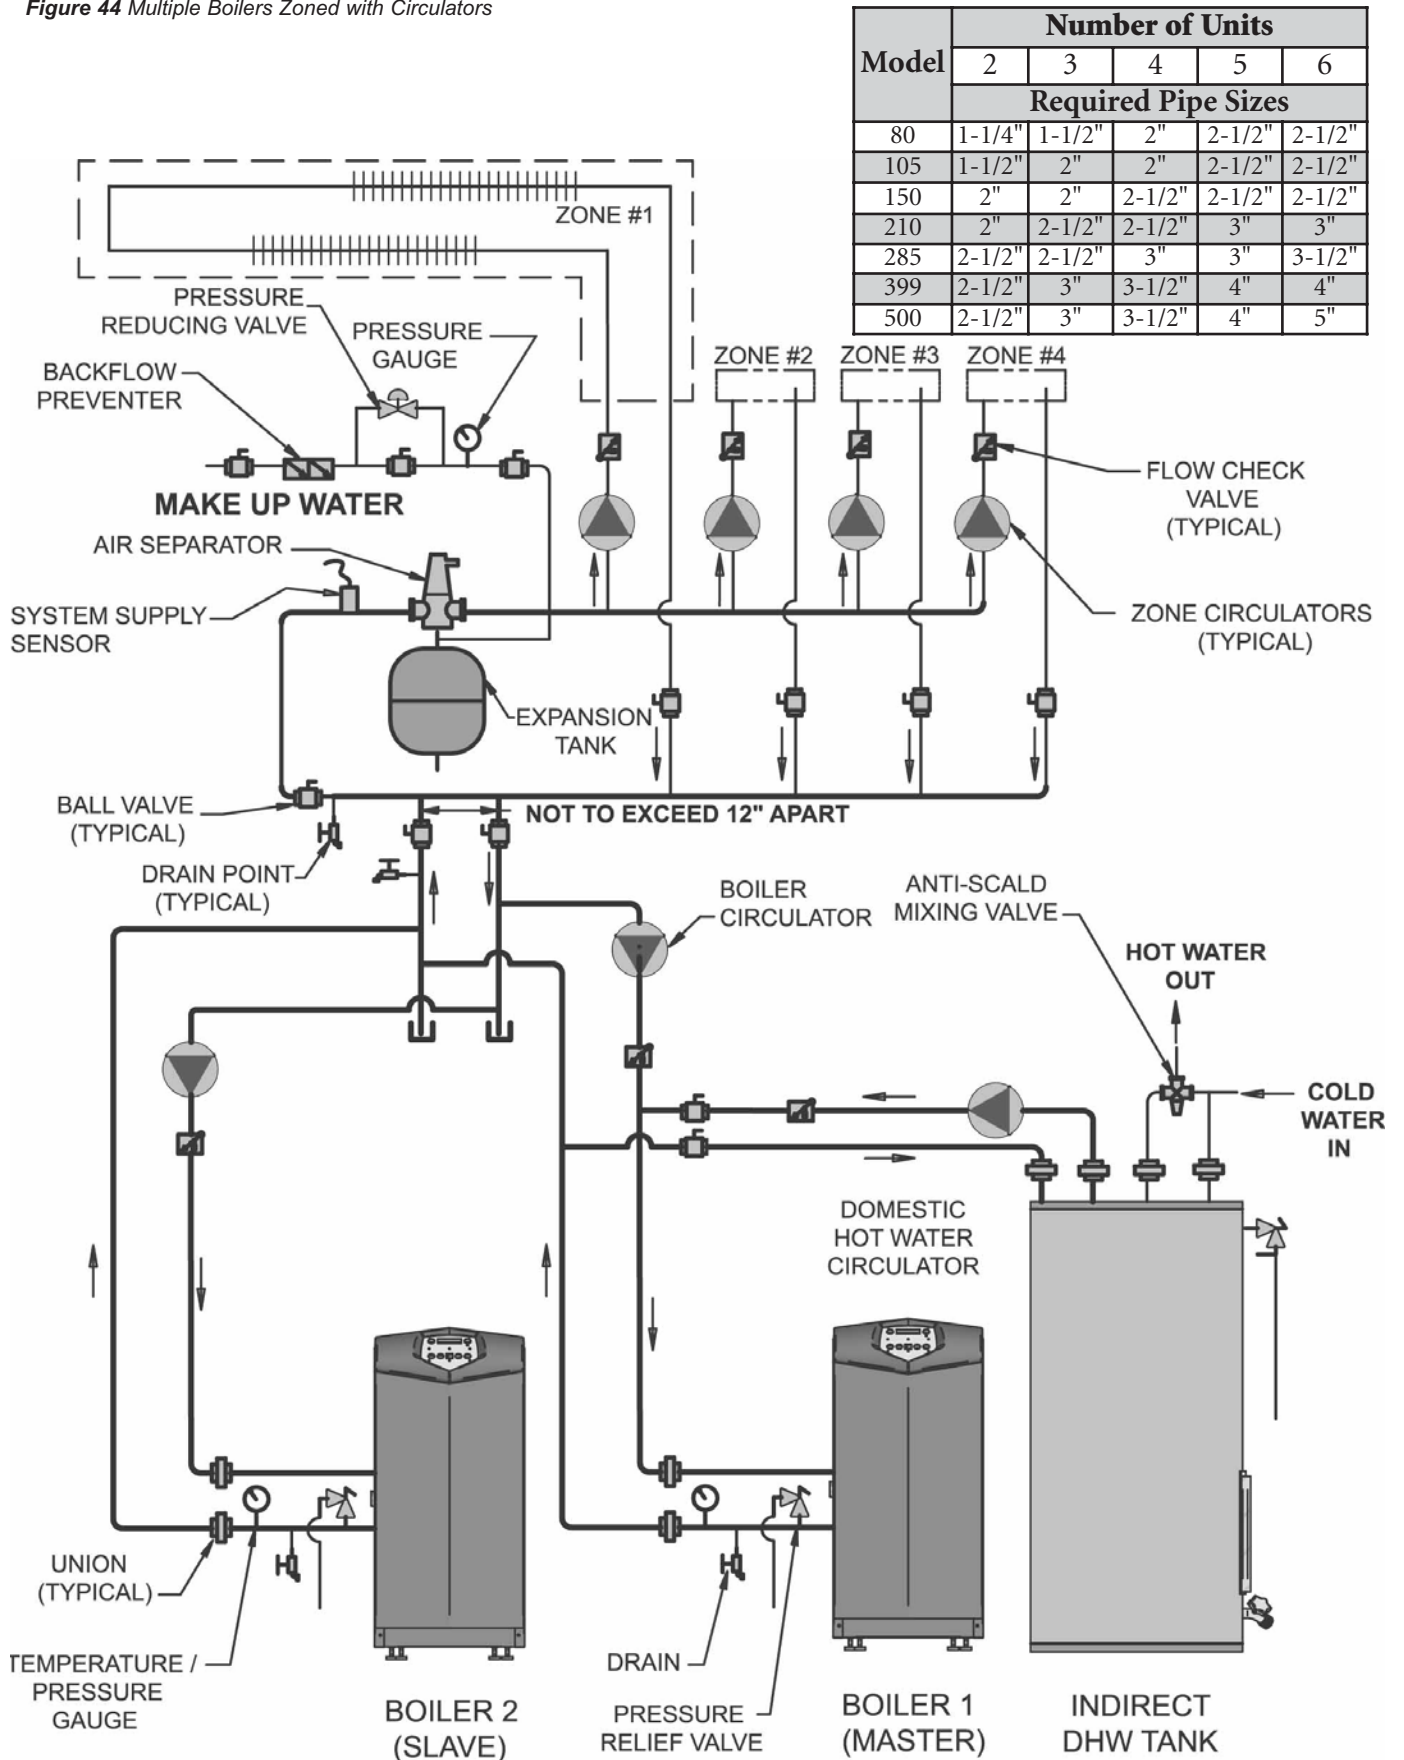 Figure 44 Multiple Boilers Zoned with Circulators
Model
Number of Units
2 3 4 5 6
Required Pipe Sizes
80 1-1/4" 1-1/2" 2" 2-1/2" 2-1/2"
105 1-1/2" 2" 2" 2-1/2" 2-1/2"
150 2" 2" 2-1/2" 2-1/2" 2-1/2"
210 2" 2-1/2" 2-1/2" 3" 3"
285 2-1/2" 2-1/2" 3" 3" 3-1/2"
399 2-1/2" 3" 3-1/2" 4" 4"
500 2-1/2" 3" 3-1/2" 4" 5"
ZONE #1
PRESSURE
REDUCING VALVE
PRESSURE
GAUGE
ZONE #2
ZONE #3
ZONE #4
BACKFLOW
PREVENTER
FLOW CHECK
VALVE
(TYPICAL)
MAKE UP WATER
AIR SEPARATOR
SYSTEM SUPPLY
SENSOR
ZONE CIRCULATORS
(TYPICAL)
EXPANSION
TANK
BALL VALVE
(TYPICAL)
NOT TO EXCEED 12" APART
DRAIN POINT
(TYPICAL)
BOILER
CIRCULATOR
ANTI-SCALD
MIXING VALVE
HOT WATER
OUT
COLD
WATER
IN
DOMESTIC
HOT WATER
CIRCULATOR
UNION
(TYPICAL)
TEMPERATURE /
PRESSURE
GAUGE
DRAIN
PRESSURE
RELIEF VALVE
BOILER 2
(SLAVE)
BOILER 1
(MASTER)
INDIRECT
DHW TANK